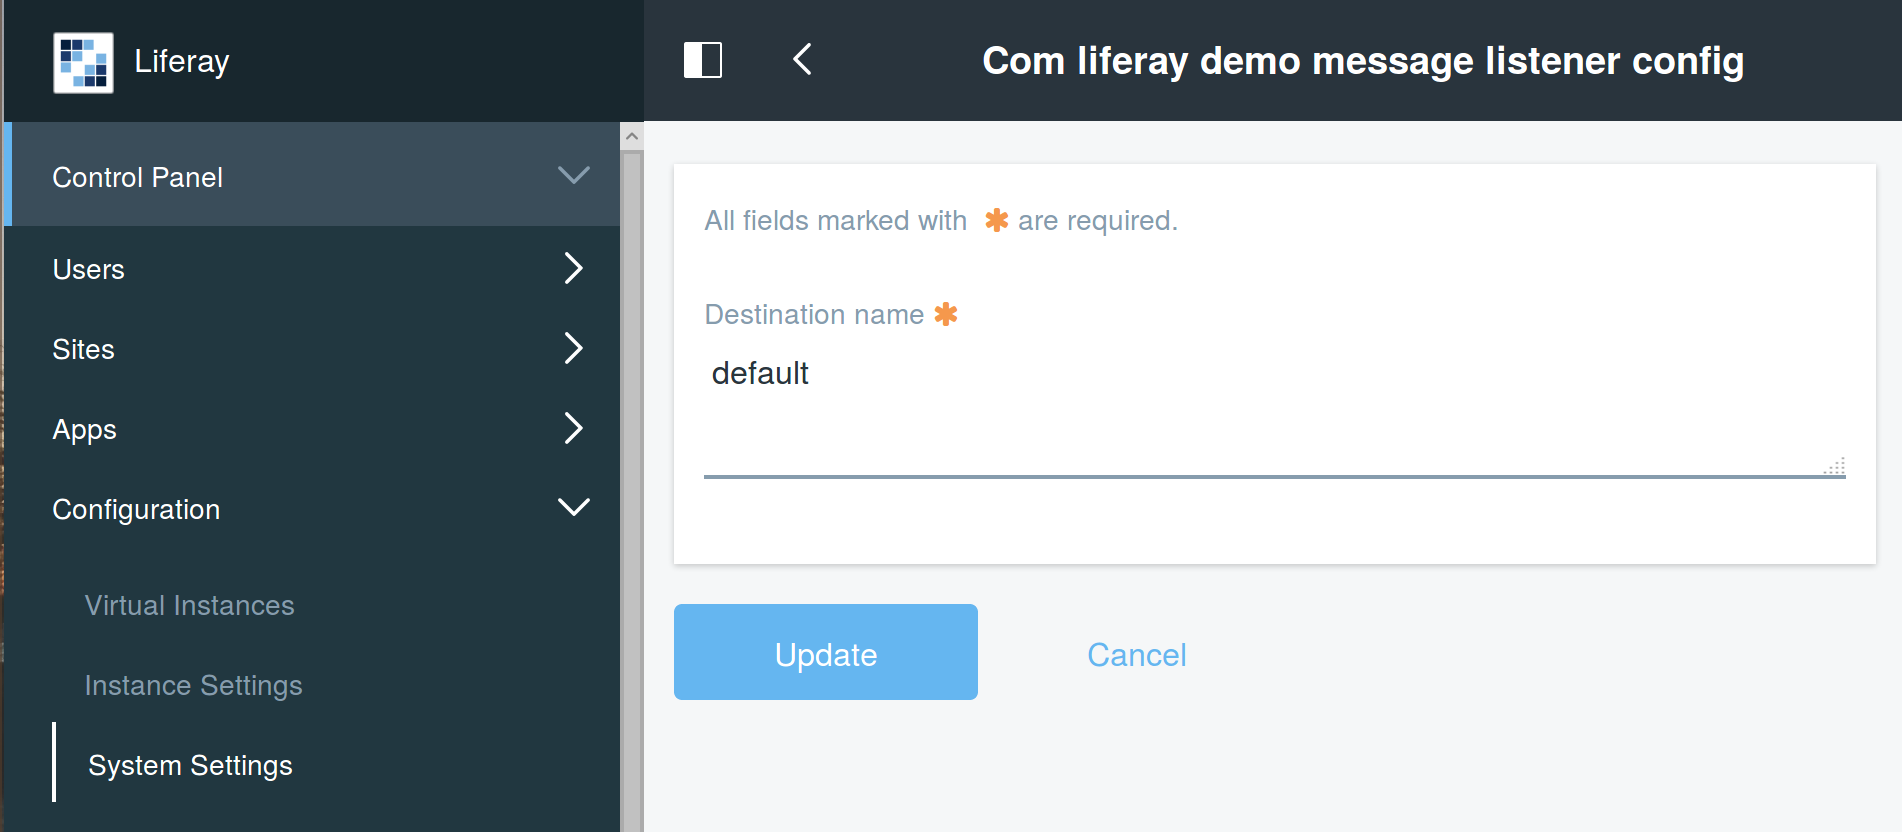 Liferay
Control Panel
Users
Sites
Apps
Configuration
Virtual Instances
Instance Settings
System Settings
Com liferay demo message listener config
All fields marked with * are required.
Destination name *
default
Update
Cancel